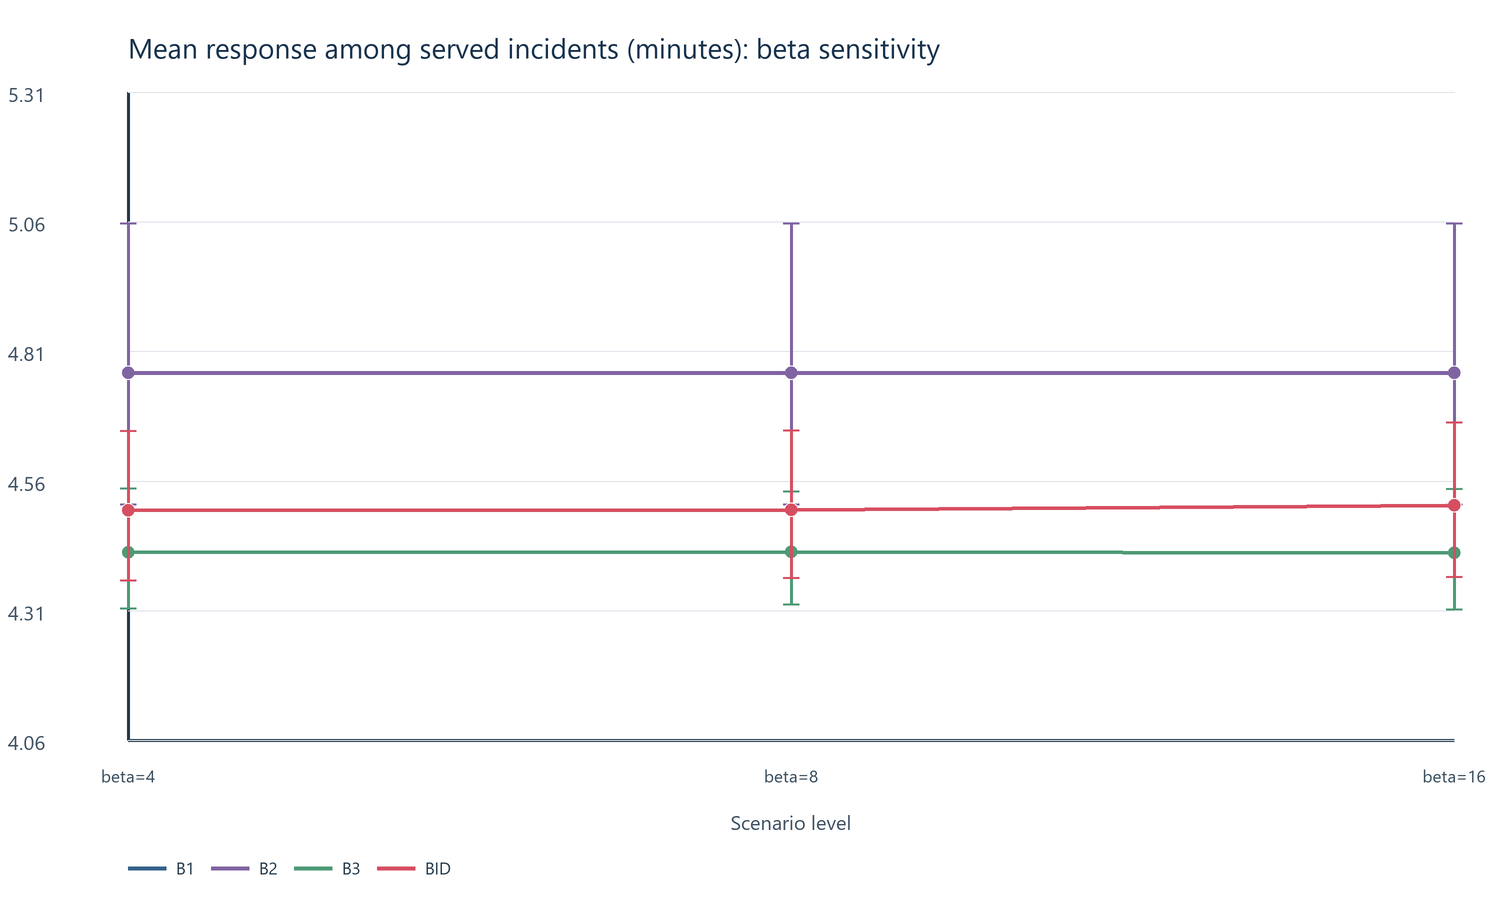 Mean response among served incidents (minutes): beta sensitivity
5.31
5.06
4.81
4.56
4.31
4.06
beta=4 beta=8 beta=16
Scenario level
B1 B2 B3 BID